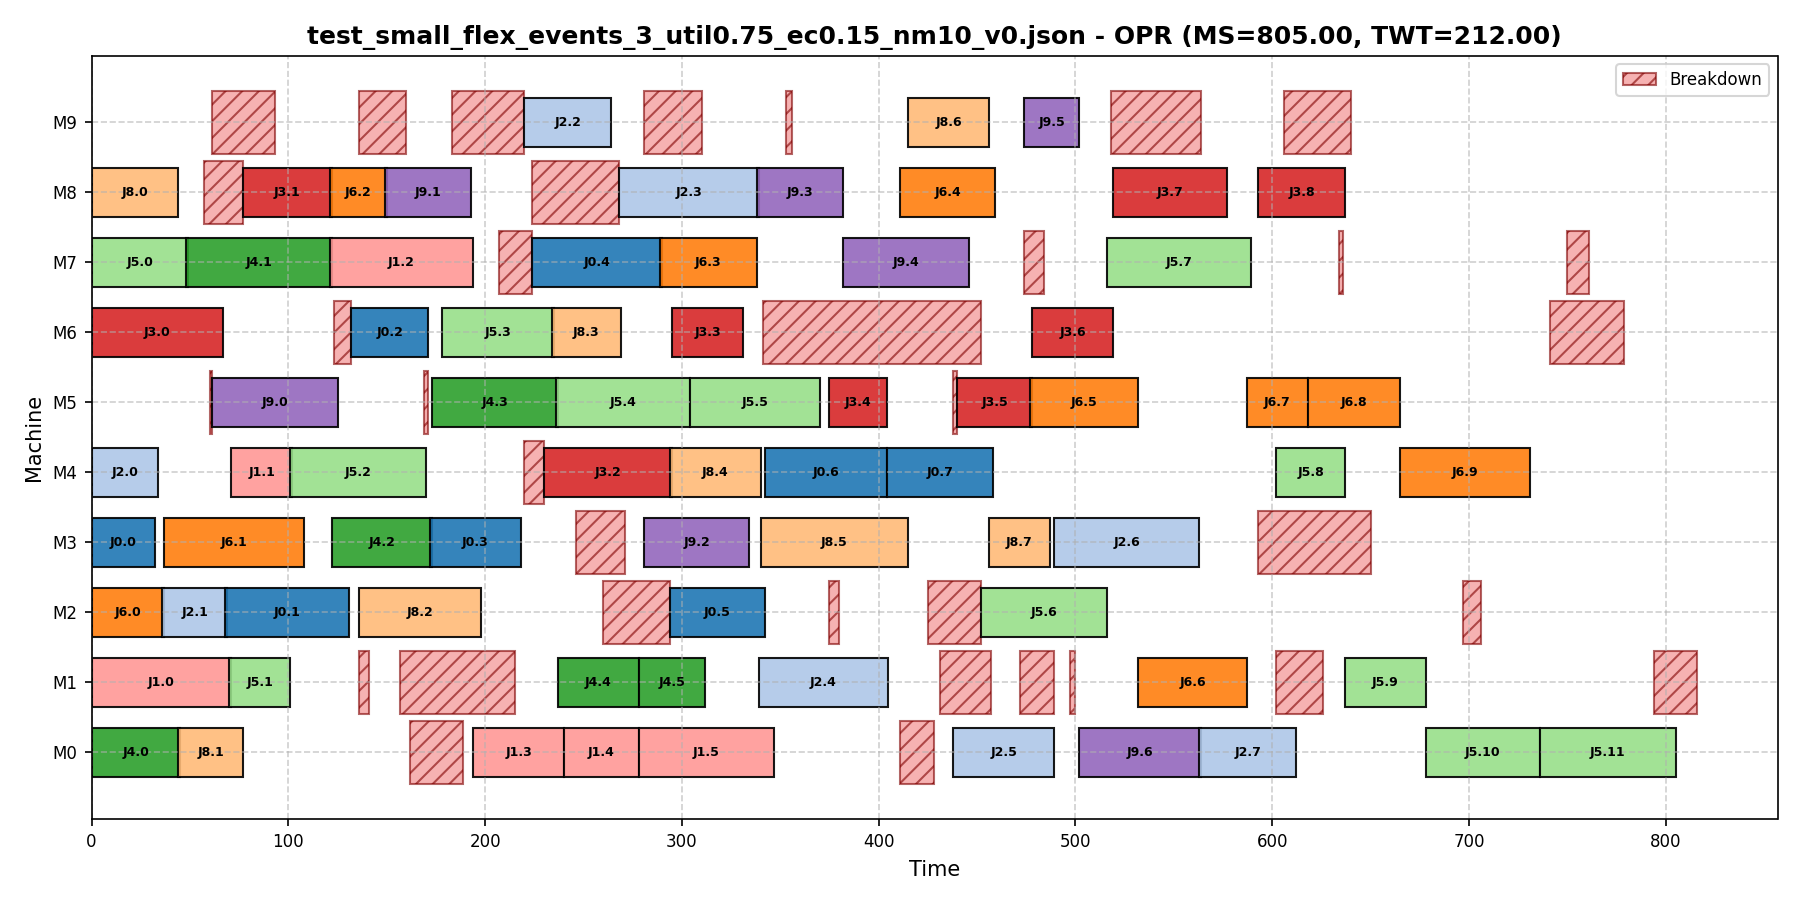 test_small_flex_events_3_util0.75_ec0.15_nm10_v0.json - OPR (MS=805.00, TWT=212.00)
Breakdown
M9 J2.2 J8.6 J9.5
M8 J8.0 J3.1 J6.2 J9.1 J2.3 J9.3 J6.4 J3.7 J3.8
M7 J5.0 J4.1 J1.2 J0.4 J6.3 J9.4 J5.7
M6 J3.0 J0.2 J5.3 J8.3 J3.3 J3.6
M5 J9.0 J4.3 J5.4 J5.5 J3.4 J3.5 J6.5 J6.7 J6.8
M4 J2.0 J1.1 J5.2 J3.2 J8.4 J0.6 J0.7 J5.8 J6.9
M3 J0.0 J6.1 J4.2 J0.3 J9.2 J8.5 J8.7 J2.6
M2 J6.0 J2.1 J0.1 J8.2 J0.5 J5.6
M1 J1.0 J5.1 J4.4 J4.5 J2.4 J6.6 J5.9
M0 J4.0 J8.1 J1.3 J1.4 J1.5 J2.5 J9.6 J2.7 J5.10 J5.11
Machine
0 100 200 300 400 500 600 700 800
Time